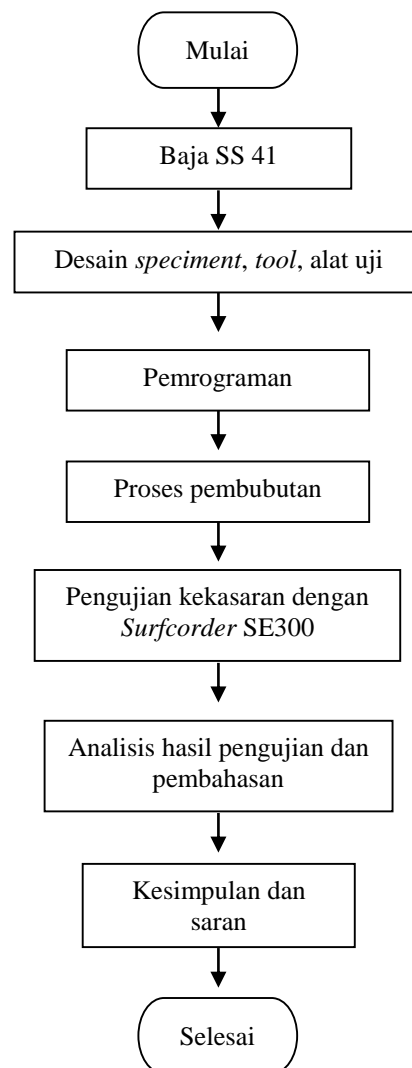 Mulai
Baja SS 41
Desain speciment, tool, alat uji
Pemrograman
Proses pembubutan
Pengujian kekasaran dengan
Surfcorder SE300
Analisis hasil pengujian dan
pembahasan
Kesimpulan dan
saran
Selesai